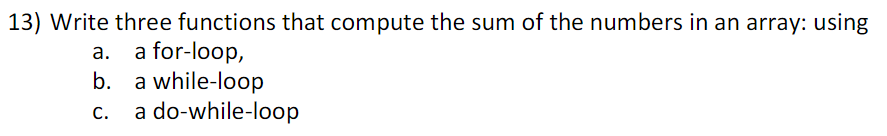 13) Write three functions that compute the sum of the numbers in an array: using
a. a for-loop,
b. a while-loop
c. a do-while-loop